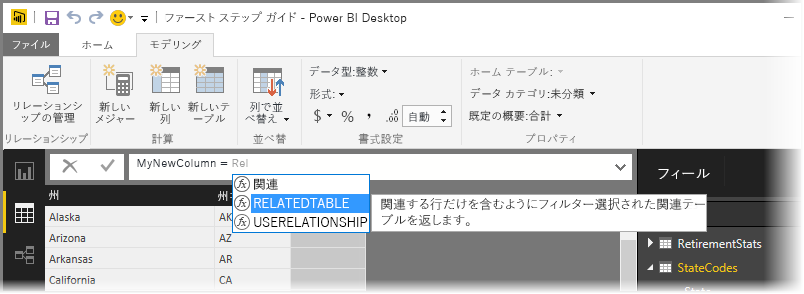 ファースト ステップ ガイド - Power BI Desktop
ファイル
ホーム
モデリング
リレーションシ
ップの管理
リレーションシップ
新しい
メジャー
新しい
列
新しいテ
ーブル
計算
列で並
べ替え
並べ替
データ型:整数
形式:
$ % , .0 .00 自動
書式設定
ホーム テーブル:
データ カテゴリ:未分類
既定の概要:合計
プロパティ
MyNewColumn = Rel
フィール
関連
RELATEDTABLE
USERELATIONSHIP
関連する行だけを含むようにフィルター選択された関連テー
ブルを返します。
州
Alaska AK
Arizona AZ
Arkansas AR
California CA
RetirementStats
StateCodes
State